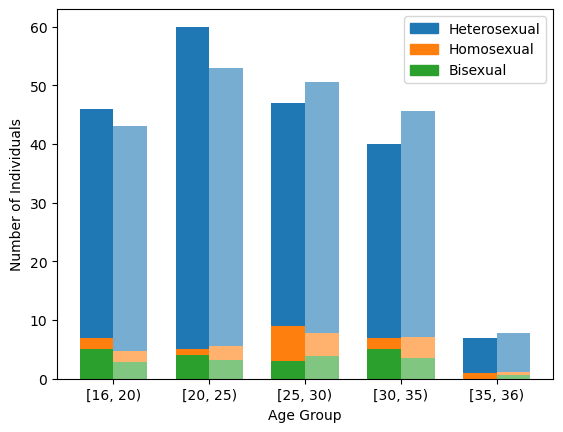 Heterosexual
Homosexual
Bisexual
60
50
40
30
20
10
0
Number of Individuals
[16, 20)
[20, 25)
[25, 30)
[30, 35)
[35, 36)
Age Group